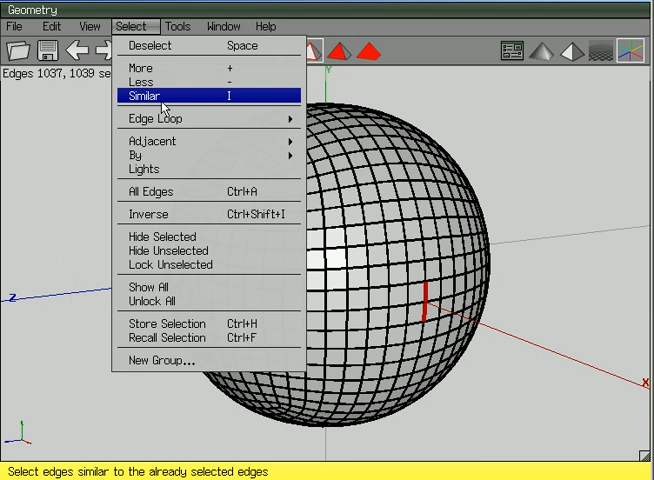 Geometry
File Edit View Select Tools Window Help
Edges 1037, 1039 se
Deselect Space
More +
Less -
Similar I
Edge Loop
Adjacent
By
Lights
All Edges Ctrl+A
Inverse Ctrl+Shift+I
Hide Selected
Hide Unselected
Lock Unselected
Show All
Unlock All
Store Selection Ctrl+H
Recall Selection Ctrl+F
New Group...
Y
Z
X
Select edges similar to the already selected edges